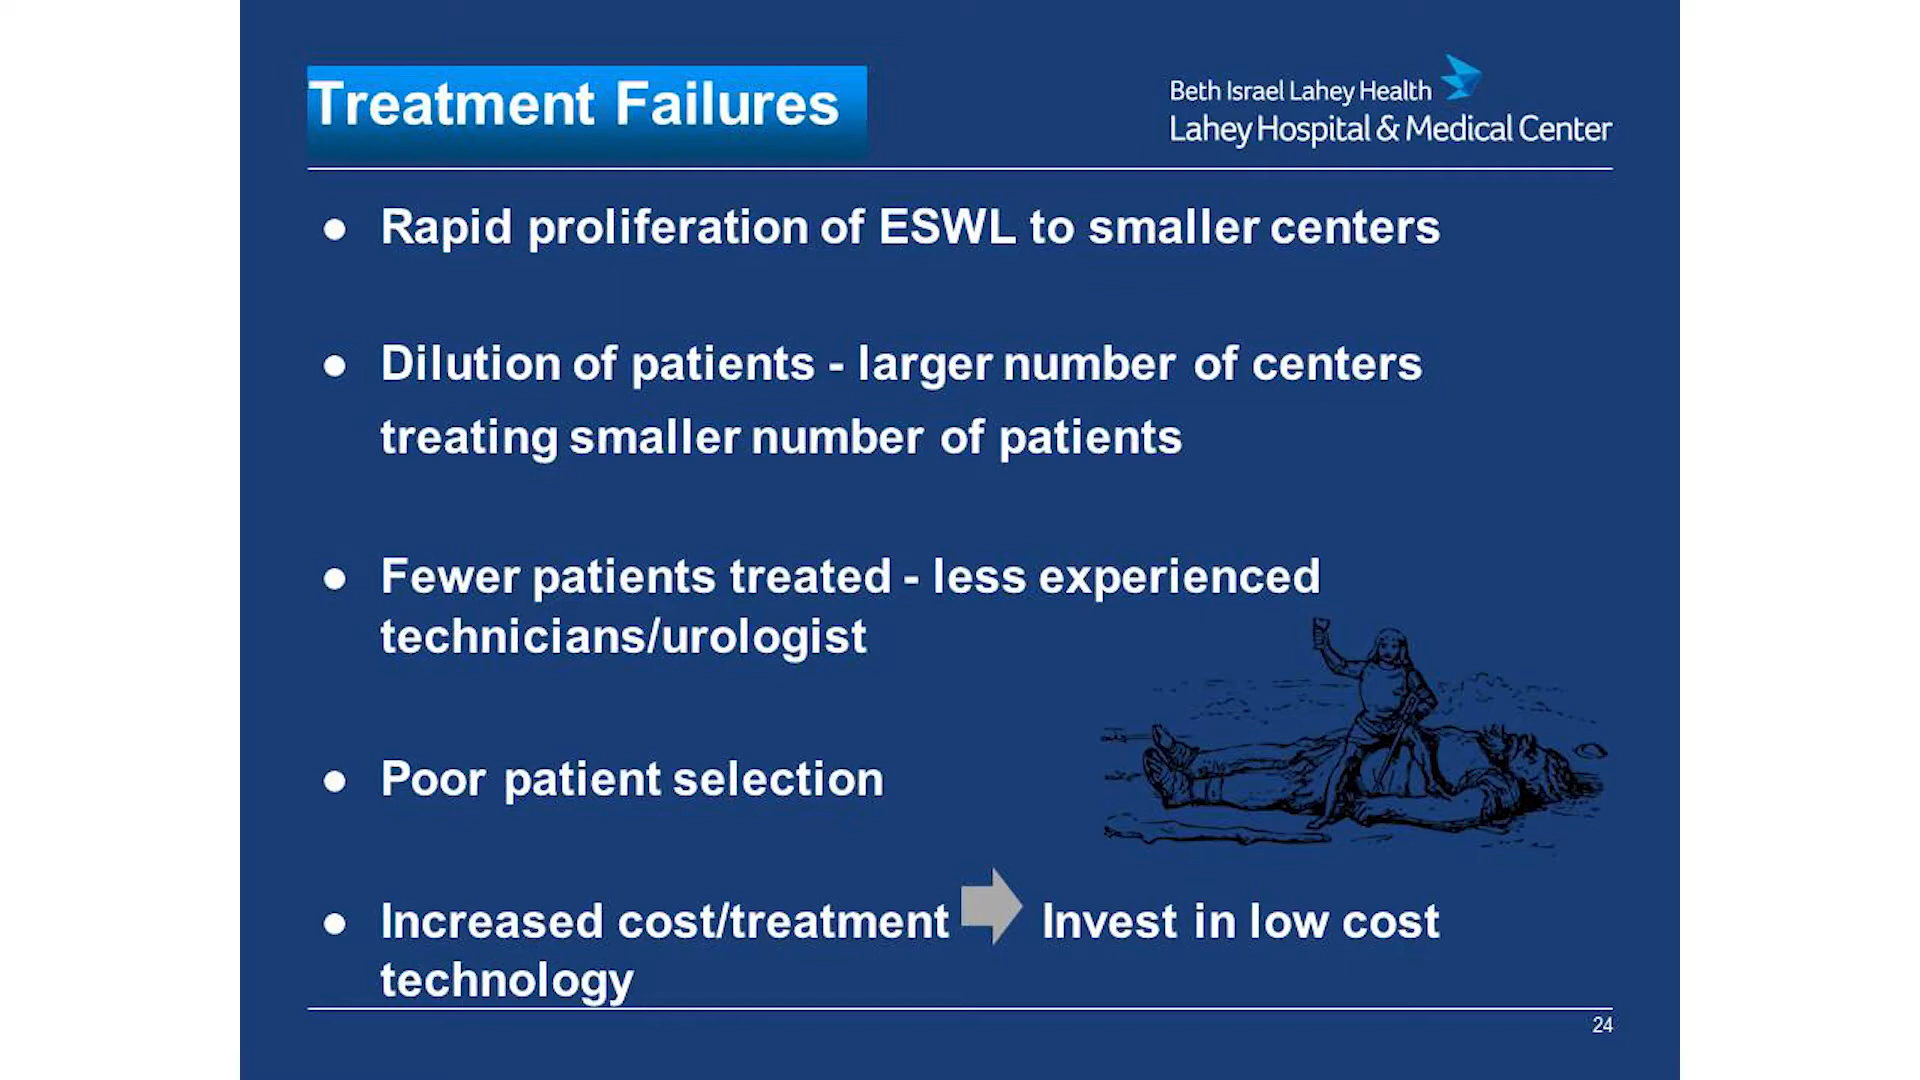 Treatment Failures
Beth Israel Lahey Health
Lahey Hospital & Medical Center
● Rapid proliferation of ESWL to smaller centers
● Dilution of patients - larger number of centers
treating smaller number of patients
● Fewer patients treated - less experienced
technicians/urologist
● Poor patient selection
● Increased cost/treatment Invest in low cost
technology
24